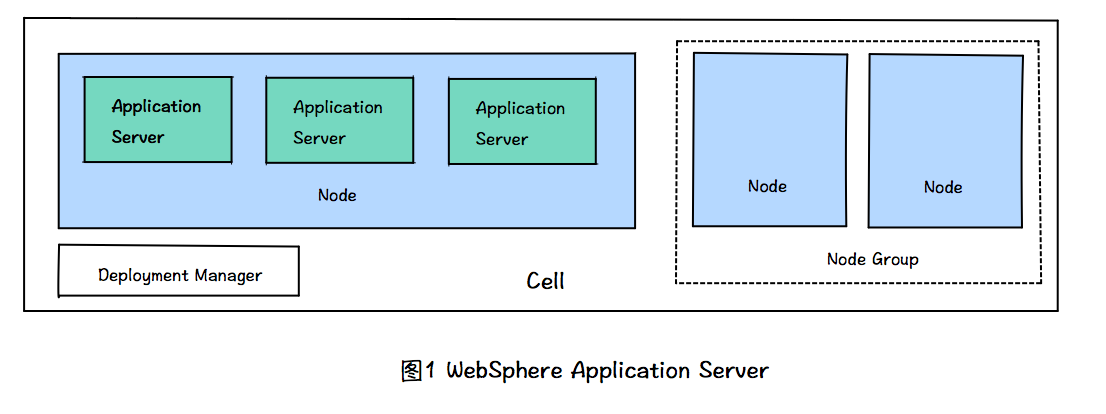 Application
Server
Application
Server
Application
Server
Node
Node
Node
Node Group
Deployment Manager
Cell
图1 WebSphere Application Server